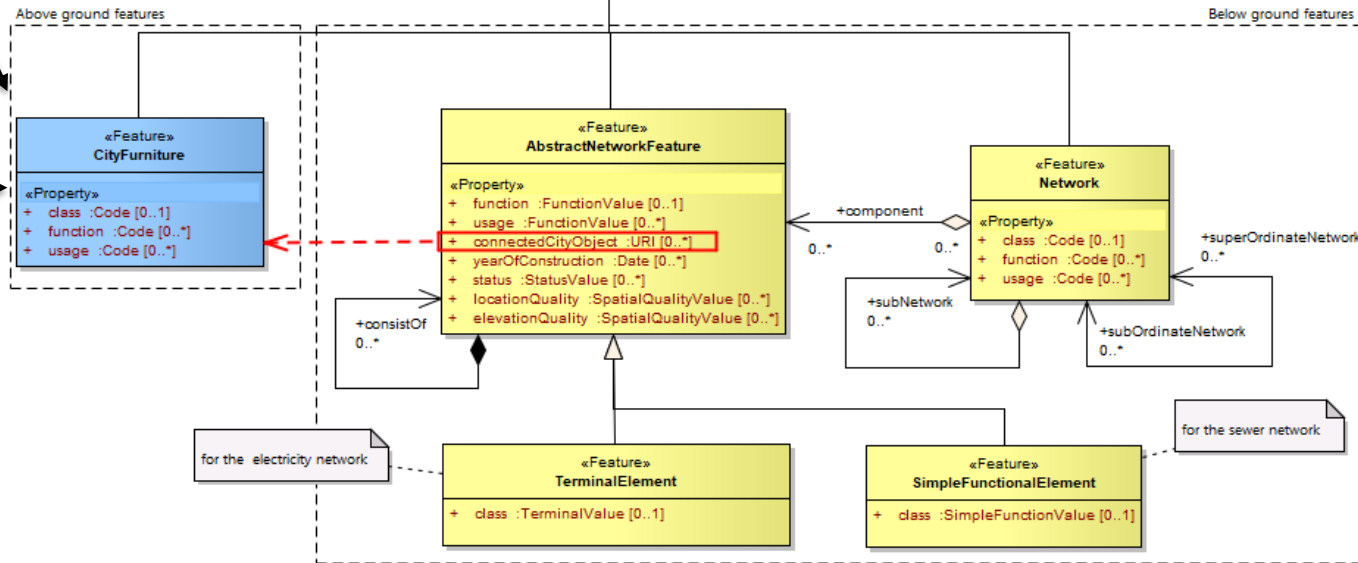 Above ground features
Below ground features
«Feature»
CityFurniture
«Property»
+ class :Code [0..1]
+ function :Code [0..*]
+ usage :Code [0..*]
«Feature»
AbstractNetworkFeature
«Property»
+ function :FunctionValue [0..1]
+ usage :FunctionValue [0..*]
+ connectedCityObject :URI [0..*]
+ yearOfConstruction :Date [0..*]
+ status :StatusValue [0..*]
+ locationQuality :SpatialQualityValue [0..*]
+ elevationQuality :SpatialQualityValue [0..*]
«Feature»
Network
«Property»
+ class :Code [0..1]
+ function :Code [0..*]
+ usage :Code [0..*]
+component
0..*
0..*
+superOrdinateNetwork
0..*
+subNetwork
0..*
+subOrdinateNetwork
0..*
+consistOf
0..*
for the electricity network
for the sewer network
«Feature»
TerminalElement
+ class :TerminalValue [0..1]
«Feature»
SimpleFunctionalElement
+ class :SimpleFunctionValue [0..1]